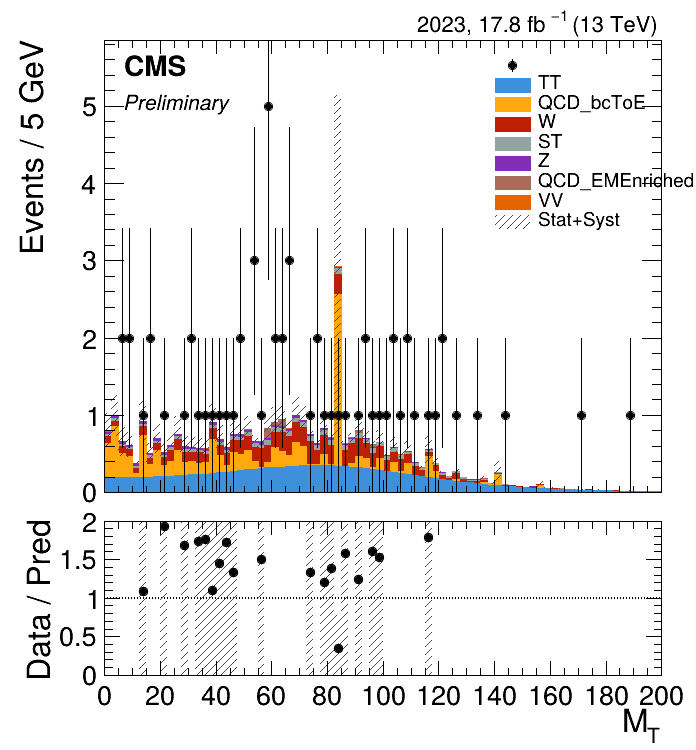 2023, 17.8 fb⁻¹ (13 TeV)
CMS
Preliminary
TT
QCD_bcToE
W
ST
Z
QCD_EMEnriched
VV
Stat+Syst
Events / 5 GeV
5
4
3
2
1
0
Data / Pred
2
1.5
1
0.5
0
0 20 40 60 80 100 120 140 160 180 200
M_T